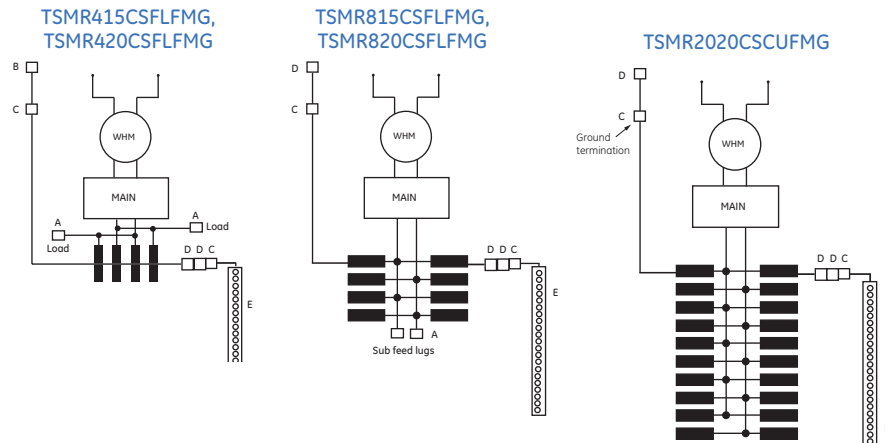 TSMR415CSFLFMG,
TSMR420CSFLFMG
B
C
WHM
MAIN
A
Load
A
Load
D D C
E
TSMR815CSFLFMG,
TSMR820CSFLFMG
D
C
WHM
MAIN
D D C
E
A
Sub feed lugs
TSMR2020CSCUFMG
D
C
Ground
termination
WHM
MAIN
D D C